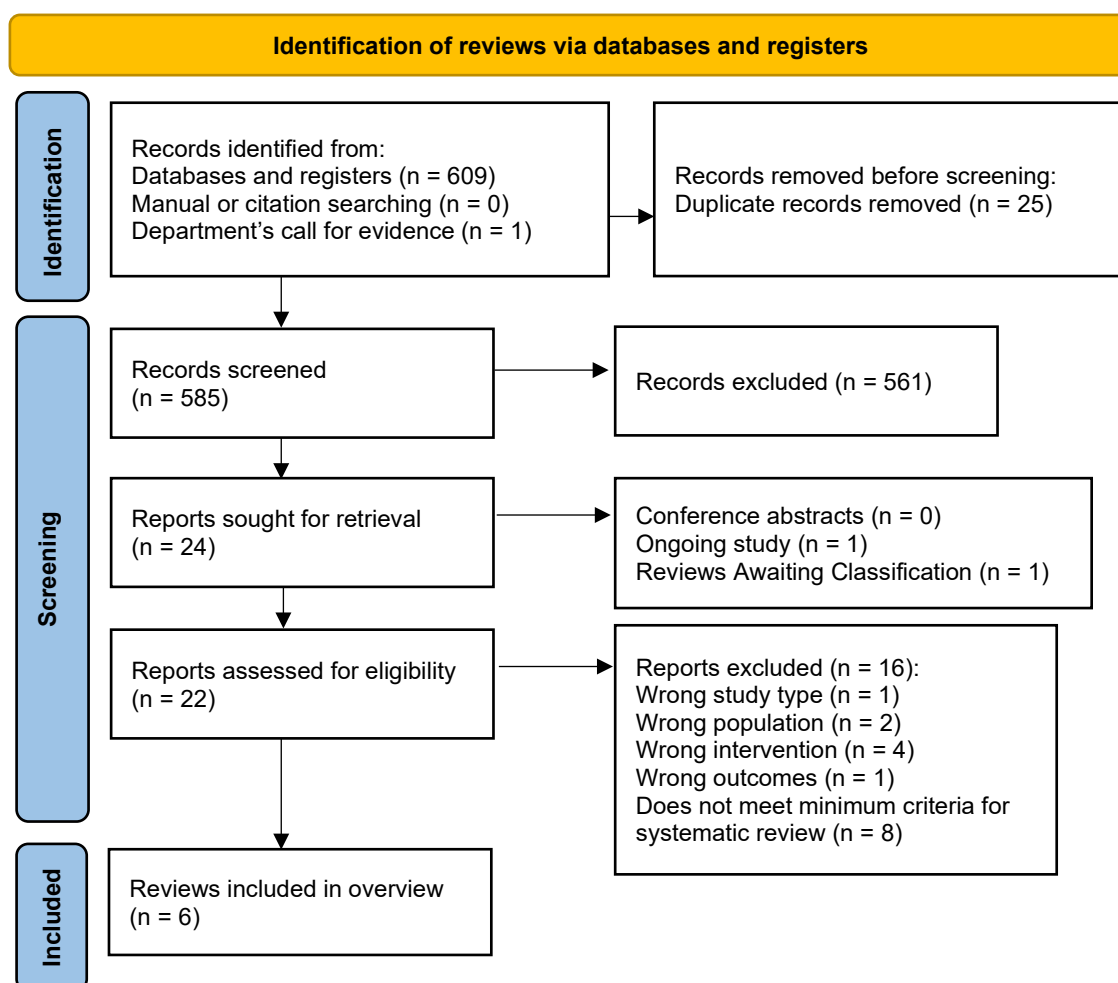 Identification of reviews via databases and registers
Identification
Records identified from:
Databases and registers (n = 609)
Manual or citation searching (n = 0)
Department's call for evidence (n = 1)
Records removed before screening:
Duplicate records removed (n = 25)
Screening
Records screened
(n = 585)
Records excluded (n = 561)
Reports sought for retrieval
(n = 24)
Conference abstracts (n = 0)
Ongoing study (n = 1)
Reviews Awaiting Classification (n = 1)
Reports assessed for eligibility
(n = 22)
Reports excluded (n = 16):
Wrong study type (n = 1)
Wrong population (n = 2)
Wrong intervention (n = 4)
Wrong outcomes (n = 1)
Does not meet minimum criteria for
systematic review (n = 8)
Included
Reviews included in overview
(n = 6)